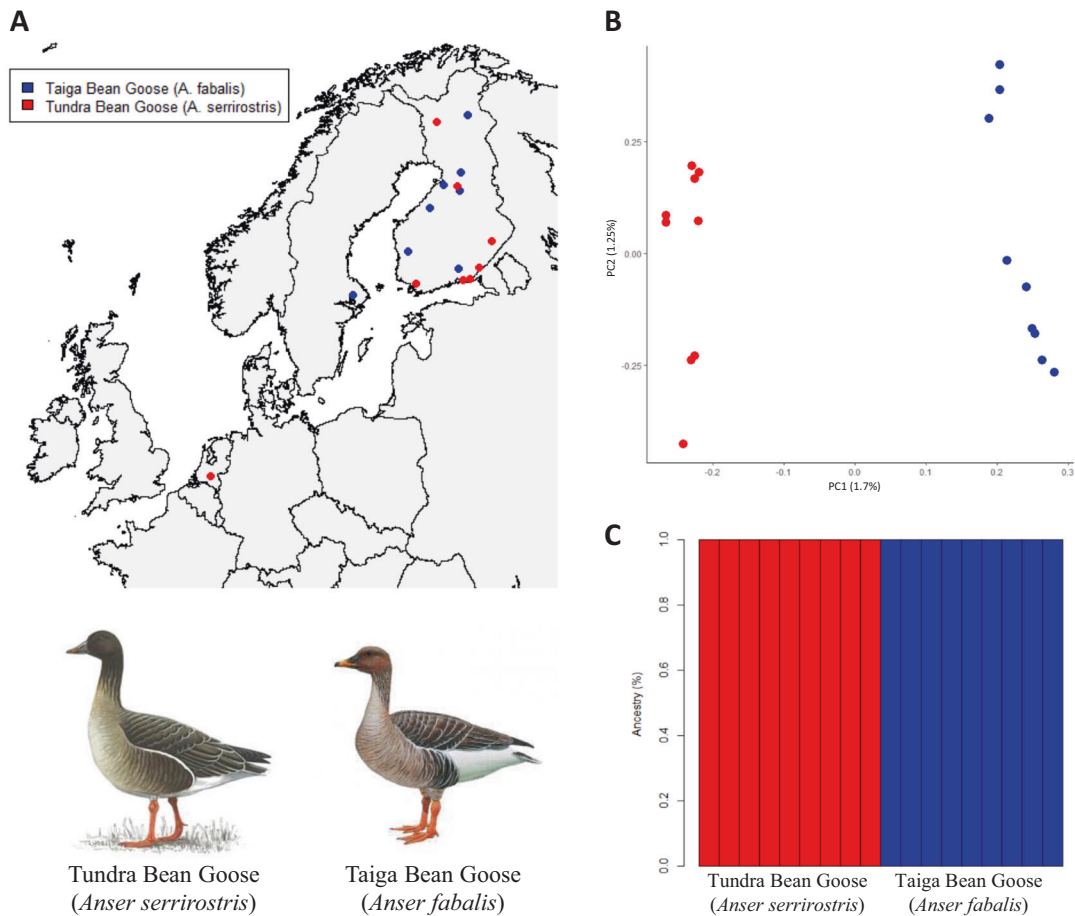 A
Taiga Bean Goose (A. fabalis)
Tundra Bean Goose (A. serrirostris)
Tundra Bean Goose
(Anser serrirostris)
Taiga Bean Goose
(Anser fabalis)
B
PC2 (1.25%)
0.25
0.00
-0.25
-0.2
-0.1
0.0
0.1
0.2
0.3
PC1 (1.7%)
C
Ancestry (%)
1.0
0.8
0.6
0.4
0.2
0.0
Tundra Bean Goose
(Anser serrirostris)
Taiga Bean Goose
(Anser fabalis)